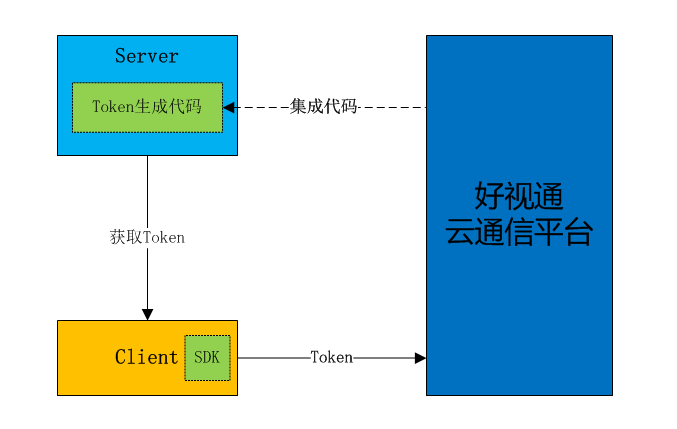 Server
Token生成代码
集成代码
好视通
云通信平台
获取Token
Client
SDK
Token